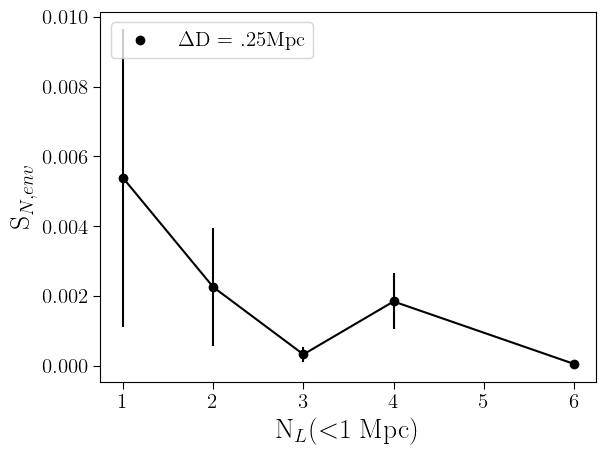 0.010
ΔD = .25Mpc
0.008
0.006
0.004
0.002
0.000
S_{N,env}
1 2 3 4 5 6
N_L(<1 Mpc)